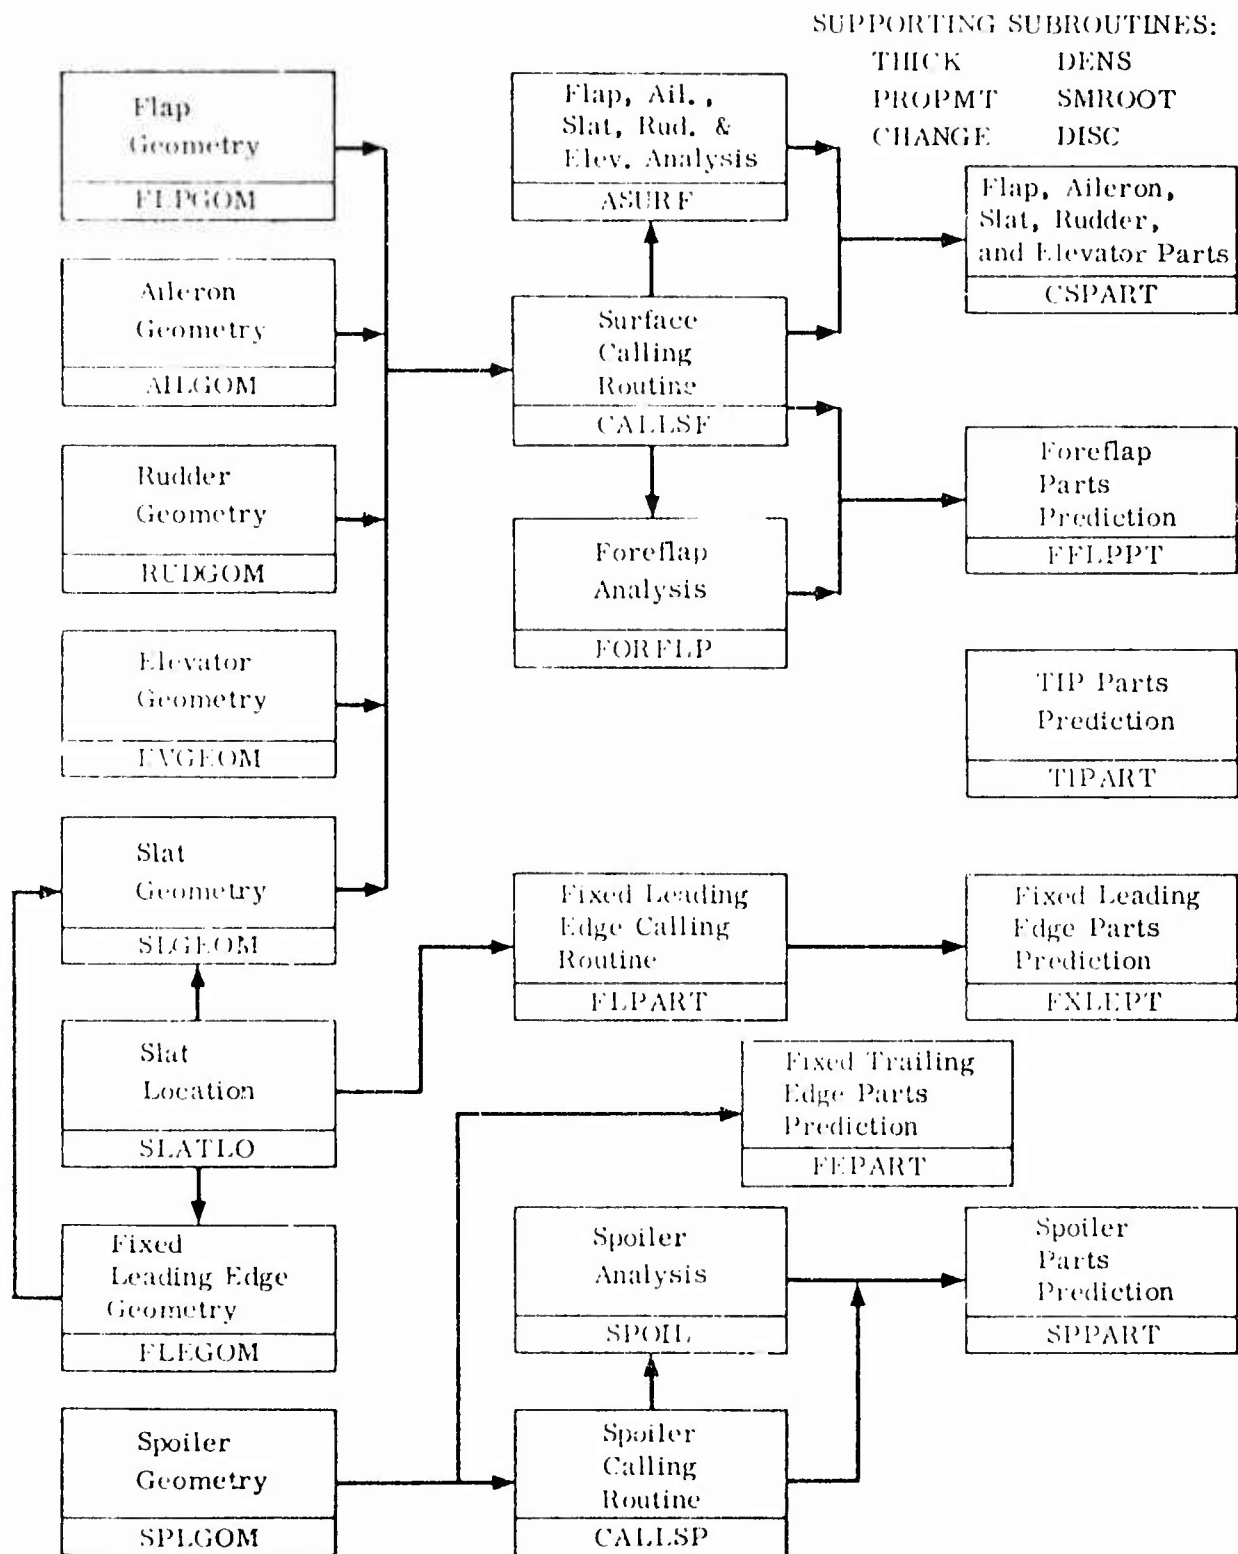 SUPPORTING SUBROUTINES:
THICK DENS
PROPMT SMROOT
CHANGE DISC
Flap
Geometry
FLPGOM
Aileron
Geometry
AILGOM
Rudder
Geometry
RUDGOM
Elevator
Geometry
EVGEOM
Slat
Geometry
SLGEOM
Slat
Location
SLATLO
Fixed
Leading Edge
Geometry
FLEGOM
Spoiler
Geometry
SPLGOM
Flap, Ail.,
Slat, Rud. &
Elev. Analysis
ASURF
Surface
Calling
Routine
CALLSF
Foreflap
Analysis
FORFLP
Fixed Leading
Edge Calling
Routine
FLPART
Fixed Trailing
Edge Parts
Prediction
FEPART
Spoiler
Analysis
SPOIL
Spoiler
Calling
Routine
CALLSP
Flap, Aileron,
Slat, Rudder,
and Elevator Parts
CSPART
Foreflap
Parts
Prediction
FFLPPT
TIP Parts
Prediction
TIPART
Fixed Leading
Edge Parts
Prediction
FXLEPT
Spoiler
Parts
Prediction
SPPART